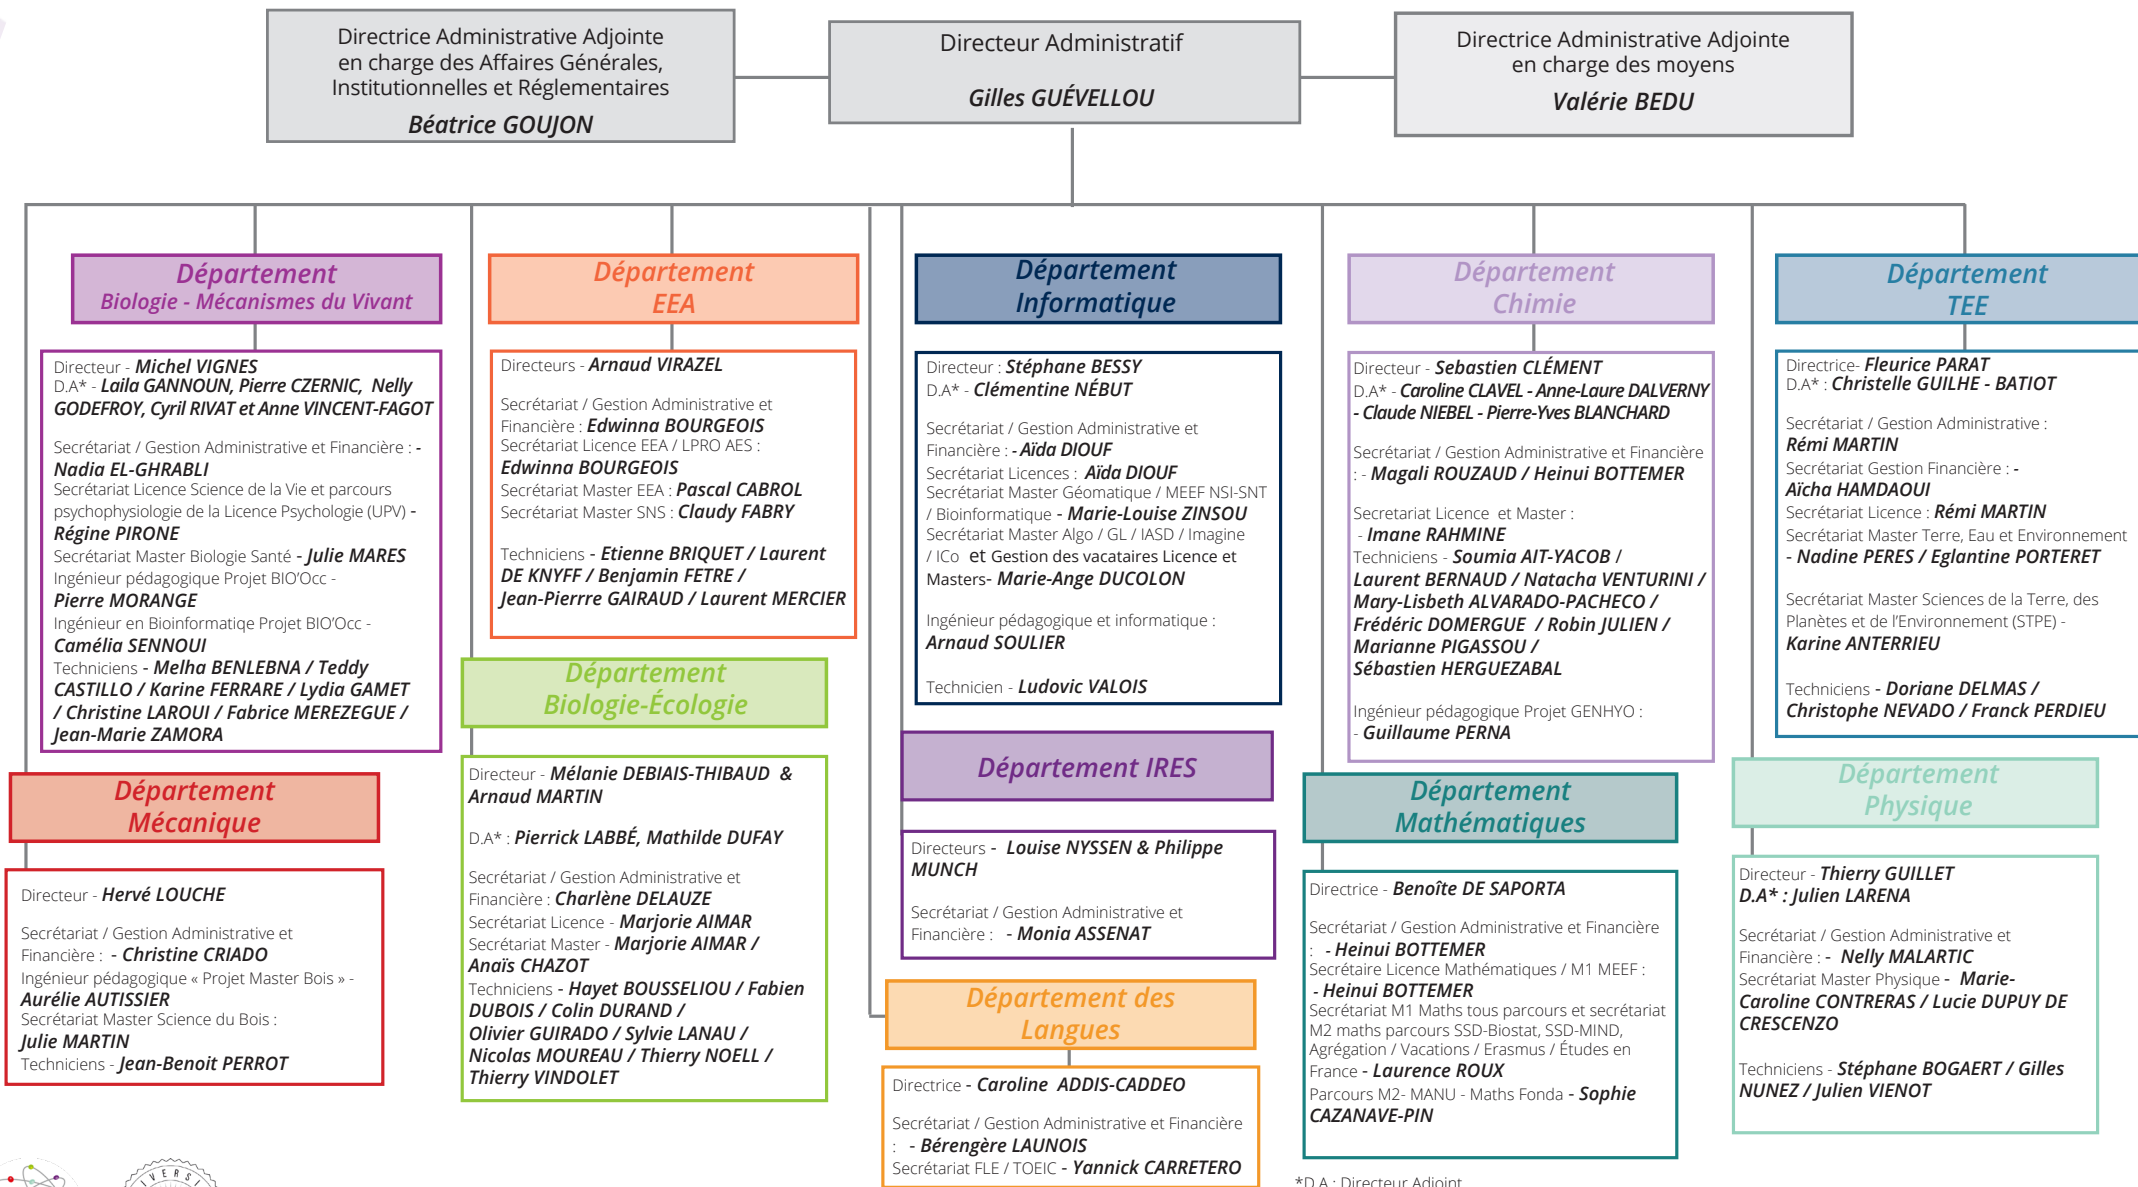 Directrice Administrative Adjointe
en charge des Affaires Générales,
Institutionnelles et Réglementaires
Béatrice GOUJON
Directeur Administratif
Gilles GUÉVELLOU
Directrice Administrative Adjointe
en charge des moyens
Valérie BEDU
Département
Biologie - Mécanismes du Vivant
Directeur - Michel VIGNES
D.A* - Laila GANNOUN, Pierre CZERNIC, Nelly
GODEFROY, Cyril RIVAT et Anne VINCENT-FAGOT
Secrétariat / Gestion Administrative et Financière : -
Nadia EL-GHRABLI
Secrétariat Licence Science de la Vie et parcours
psychophysiologie de la Licence Psychologie (UPV) -
Régine PIRONE
Secrétariat Master Biologie Santé - Julie MARES
Ingénieur pédagogique Projet BIO'Occ -
Pierre MORANGE
Ingénieur en Bioinformatiqe Projet BIO'Occ -
Camélia SENNOUI
Techniciens - Melha BENLEBNA / Teddy
CASTILLO / Karine FERRARE / Lydia GAMET
/ Christine LAROUI / Fabrice MEREZEGUE /
Jean-Marie ZAMORA
Département
Mécanique
Directeur - Hervé LOUCHE
Secrétariat / Gestion Administrative et
Financière : - Christine CRIADO
Ingénieur pédagogique « Projet Master Bois » -
Aurélie AUTISSIER
Secrétariat Master Science du Bois :
Julie MARTIN
Techniciens - Jean-Benoit PERROT
Département
EEA
Directeurs - Arnaud VIRAZEL
Secrétariat / Gestion Administrative et
Financière : Edwinna BOURGEOIS
Secrétariat Licence EEA / LPRO AES :
Edwinna BOURGEOIS
Secrétariat Master EEA : Pascal CABROL
Secrétariat Master SNS : Claudy FABRY
Techniciens - Etienne BRIQUET / Laurent
DE KNYFF / Benjamin FETRE /
Jean-Pierrre GAIRAUD / Laurent MERCIER
Département
Biologie-Écologie
Directeur - Mélanie DEBIAIS-THIBAUD &
Arnaud MARTIN
D.A* : Pierrick LABBÉ, Mathilde DUFAY
Secrétariat / Gestion Administrative et
Financière : Charlène DELAUZE
Secrétariat Licence - Marjorie AIMAR
Secrétariat Master - Marjorie AIMAR /
Anaïs CHAZOT
Techniciens - Hayet BOUSSELIOU / Fabien
DUBOIS / Colin DURAND /
Olivier GUIRADO / Sylvie LANAU /
Nicolas MOUREAU / Thierry NOELL /
Thierry VINDOLET
Département
Informatique
Directeur : Stéphane BESSY
D.A* - Clémentine NÉBUT
Secrétariat / Gestion Administrative et
Financière : - Aïda DIOUF
Secrétariat Licences : Aïda DIOUF
Secrétariat Master Géomatique / MEEF NSI-SNT
/ Bioinformatique - Marie-Louise ZINSOU
Secrétariat Master Algo / GL / IASD / Imagine
/ ICo et Gestion des vacataires Licence et
Masters- Marie-Ange DUCOLON
Ingénieur pédagogique et informatique :
Arnaud SOULIER
Technicien - Ludovic VALOIS
Département IRES
Directeurs - Louise NYSSEN & Philippe
MUNCH
Secrétariat / Gestion Administrative et
Financière : - Monia ASSENAT
Département des
Langues
Directrice - Caroline ADDIS-CADDEO
Secrétariat / Gestion Administrative et Financière
: - Bérengère LAUNOIS
Secrétariat FLE / TOEIC - Yannick CARRETERO
Département
Chimie
Directeur - Sebastien CLÉMENT
D.A* - Caroline CLAVEL - Anne-Laure DALVERNY
- Claude NIEBEL - Pierre-Yves BLANCHARD
Secrétariat / Gestion Administrative et Financière
: - Magali ROUZAUD / Heinui BOTTEMER
Secretariat Licence et Master :
- Imane RAHMINE
Techniciens - Soumia AIT-YACOB /
Laurent BERNAUD / Natacha VENTURINI /
Mary-Lisbeth ALVARADO-PACHECO /
Frédéric DOMERGUE / Robin JULIEN /
Marianne PIGASSOU /
Sébastien HERGUEZABAL
Ingénieur pédagogique Projet GENHYO :
- Guillaume PERNA
Département
Mathématiques
Directrice - Benoîte DE SAPORTA
Secrétariat / Gestion Administrative et Financière
: - Heinui BOTTEMER
Secrétaire Licence Mathématiques / M1 MEEF :
- Heinui BOTTEMER
Secrétariat M1 Maths tous parcours et secrétariat
M2 maths parcours SSD-Biostat, SSD-MIND,
Agrégation / Vacations / Erasmus / Études en
France - Laurence ROUX
Parcours M2- MANU - Maths Fonda - Sophie
CAZANAVE-PIN
Département
TEE
Directrice- Fleurice PARAT
D.A* : Christelle GUILHE - BATIOT
Secrétariat / Gestion Administrative :
Rémi MARTIN
Secrétariat Gestion Financière : -
Aïcha HAMDAOUI
Secrétariat Licence : Rémi MARTIN
Secrétariat Master Terre, Eau et Environnement
- Nadine PERES / Eglantine PORTERET
Secrétariat Master Sciences de la Terre, des
Planètes et de l'Environnement (STPE) -
Karine ANTERRIEU
Techniciens - Doriane DELMAS /
Christophe NEVADO / Franck PERDIEU
Département
Physique
Directeur - Thierry GUILLET
D.A* : Julien LARENA
Secrétariat / Gestion Administrative et
Financière : - Nelly MALARTIC
Secrétariat Master Physique - Marie-
Caroline CONTRERAS / Lucie DUPUY DE
CRESCENZO
Techniciens - Stéphane BOGAERT / Gilles
NUNEZ / Julien VIENOT
*D.A : Directeur Adjoint